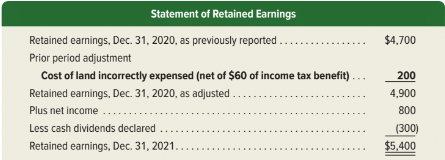 Statement of Retained Earnings
Retained earnings, Dec. 31, 2020, as previously reported ................ $4,700
Prior period adjustment
Cost of land incorrectly expensed (net of $60 of income tax benefit) ... 200
Retained earnings, Dec. 31, 2020, as adjusted ........................... 4,900
Plus net income ......................................................... 800
Less cash dividends declared ............................................ (300)
Retained earnings, Dec. 31, 2021......................................... $5,400